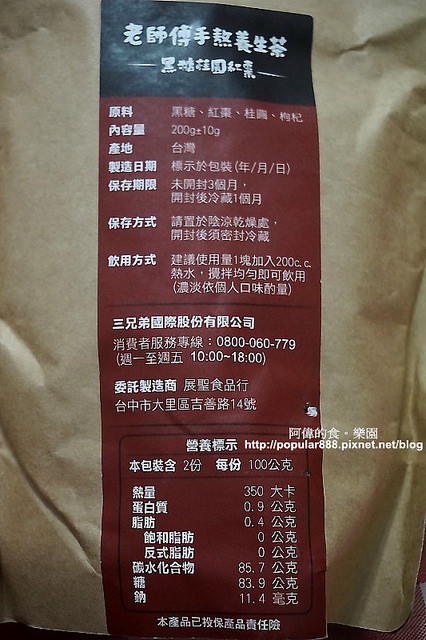 老師傅手熬養生茶
黑糖桂圓紅棗
原料 黑糖、紅棗、桂圓、枸杞
內容量 200g±10g
產地 台灣
製造日期 標示於包裝(年/月/日)
保存期限 未開封3個月，
開封後冷藏1個月
保存方式 請置於陰涼乾燥處，
開封後須密封冷藏
飲用方式 建議使用量1塊加入200c.c.
熱水，攪拌均勻即可飲用
(濃淡依個人口味酌量)
三兄弟國際股份有限公司
消費者服務專線：0800-060-779
(週一至週五 10:00~18:00)
委託製造商 展聖食品行
台中市大里區吉善路14號
阿偉的食。樂園
http://popular888.pixnet.net/blog
營養標示
本包裝含 2份 每份 100公克
熱量 350 大卡
蛋白質 0.9 公克
脂肪 0.4 公克
飽和脂肪 0 公克
反式脂肪 0 公克
碳水化合物 85.7 公克
糖 83.9 公克
鈉 11.4 毫克
本產品已投保產品責任險